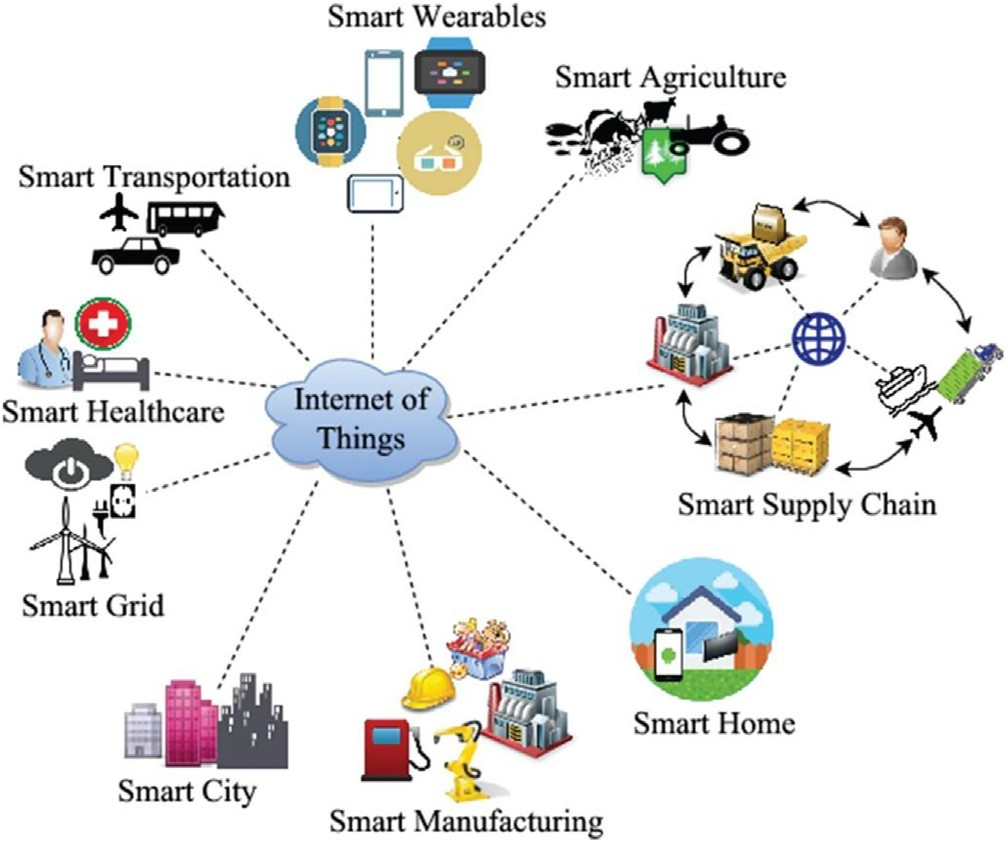 Smart Wearables
Smart Agriculture
Smart Transportation
Smart Healthcare
Internet of
Things
Smart Supply Chain
Smart Grid
Smart Home
Smart City
Smart Manufacturing